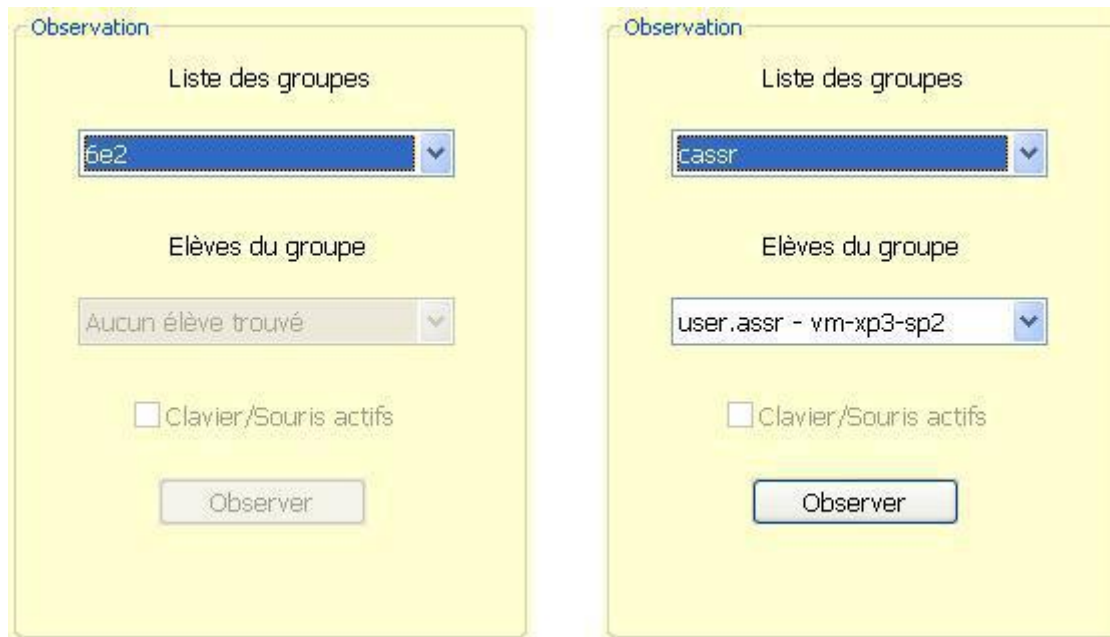 Observation
Liste des groupes
6e2
Elèves du groupe
Aucun élève trouvé
Clavier/Souris actifs
Observer
Observation
Liste des groupes
cassr
Elèves du groupe
user.assr - vm-xp3-sp2
Clavier/Souris actifs
Observer